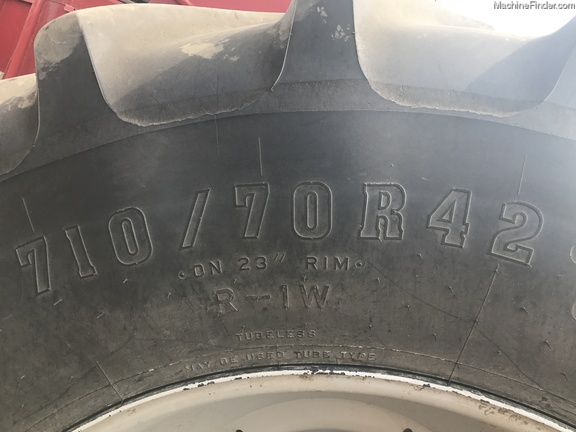 MachineFinder.com
710/70R42
•ON 23" RIM•
R-1W
TUBELESS
MAY BE USED TUBE TYPE